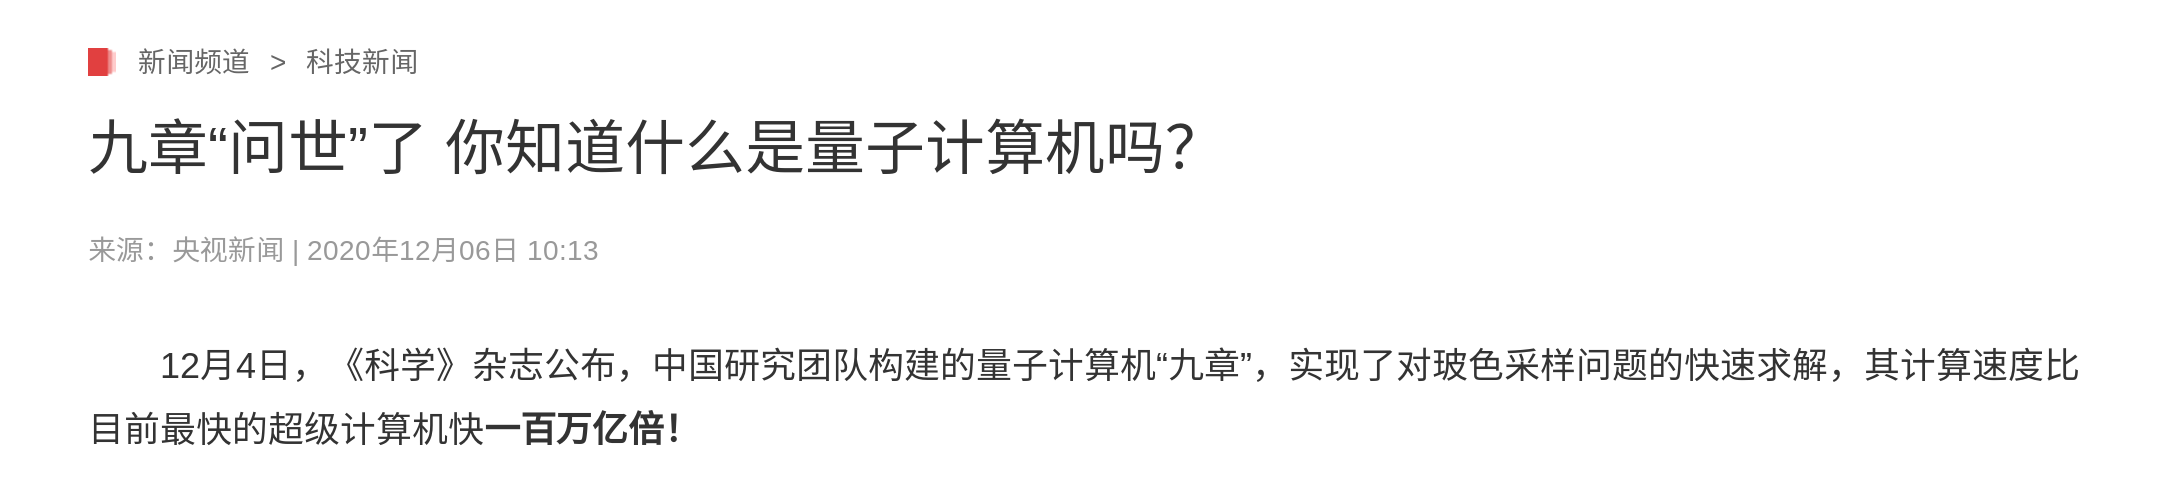 新闻频道 > 科技新闻
九章“问世”了 你知道什么是量子计算机吗？
来源：央视新闻 | 2020年12月06日 10:13
12月4日，《科学》杂志公布，中国研究团队构建的量子计算机“九章”，实现了对玻色采样问题的快速求解，其计算速度比
目前最快的超级计算机快一百万亿倍！